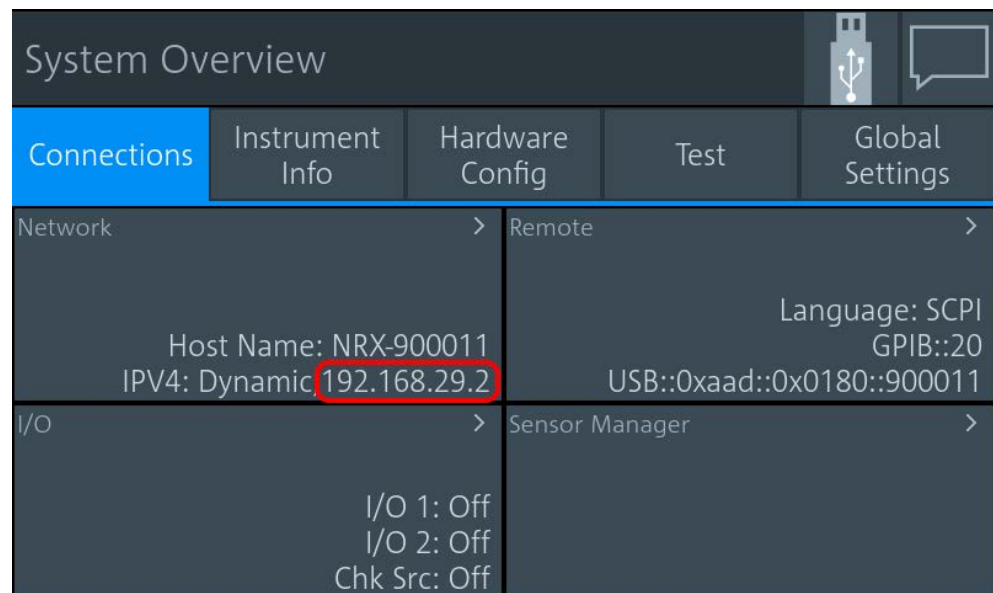 System Overview
Connections
Instrument
Info
Hardware
Config
Test
Global
Settings
Network >
Host Name: NRX-900011
IPV4: Dynamic, 192.168.29.2
Remote >
Language: SCPI
GPIB::20
USB::0xaad::0x0180::900011
I/O >
I/O 1: Off
I/O 2: Off
Chk Src: Off
Sensor Manager >